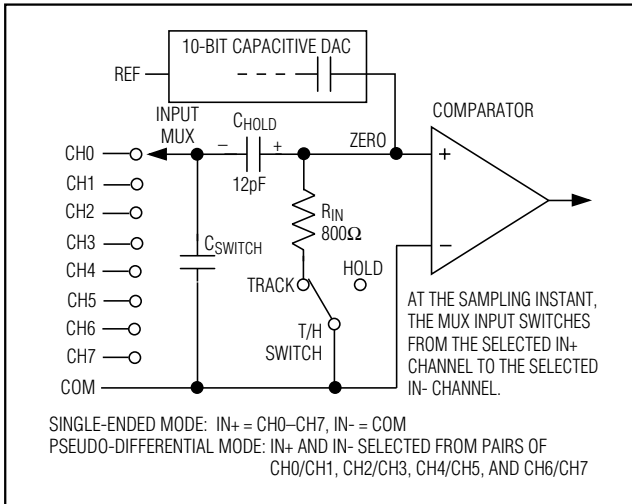 10-BIT CAPACITIVE DAC
REF
COMPARATOR
INPUT
MUX
CHOLD
ZERO
− +
12pF
CH0
CH1
CH2
CH3
CH4
CH5
CH6
CH7
COM
CSWITCH
RIN
800Ω
TRACK
HOLD
T/H
SWITCH
+
−
AT THE SAMPLING INSTANT,
THE MUX INPUT SWITCHES
FROM THE SELECTED IN+
CHANNEL TO THE SELECTED
IN- CHANNEL.
SINGLE-ENDED MODE: IN+ = CH0–CH7, IN- = COM
PSEUDO-DIFFERENTIAL MODE: IN+ AND IN- SELECTED FROM PAIRS OF
CH0/CH1, CH2/CH3, CH4/CH5, AND CH6/CH7